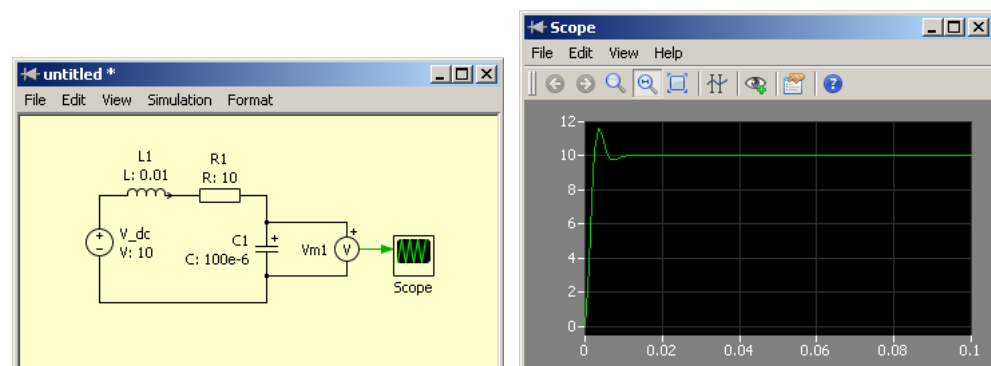 untitled *
File Edit View Simulation Format
L1
L: 0.01
R1
R: 10
V_dc
V: 10
+
−
C1
C: 100e-6
+
Vm1
V
+
Scope
Scope
File Edit View Help
12
10
8
6
4
2
0
0 0.02 0.04 0.06 0.08 0.1